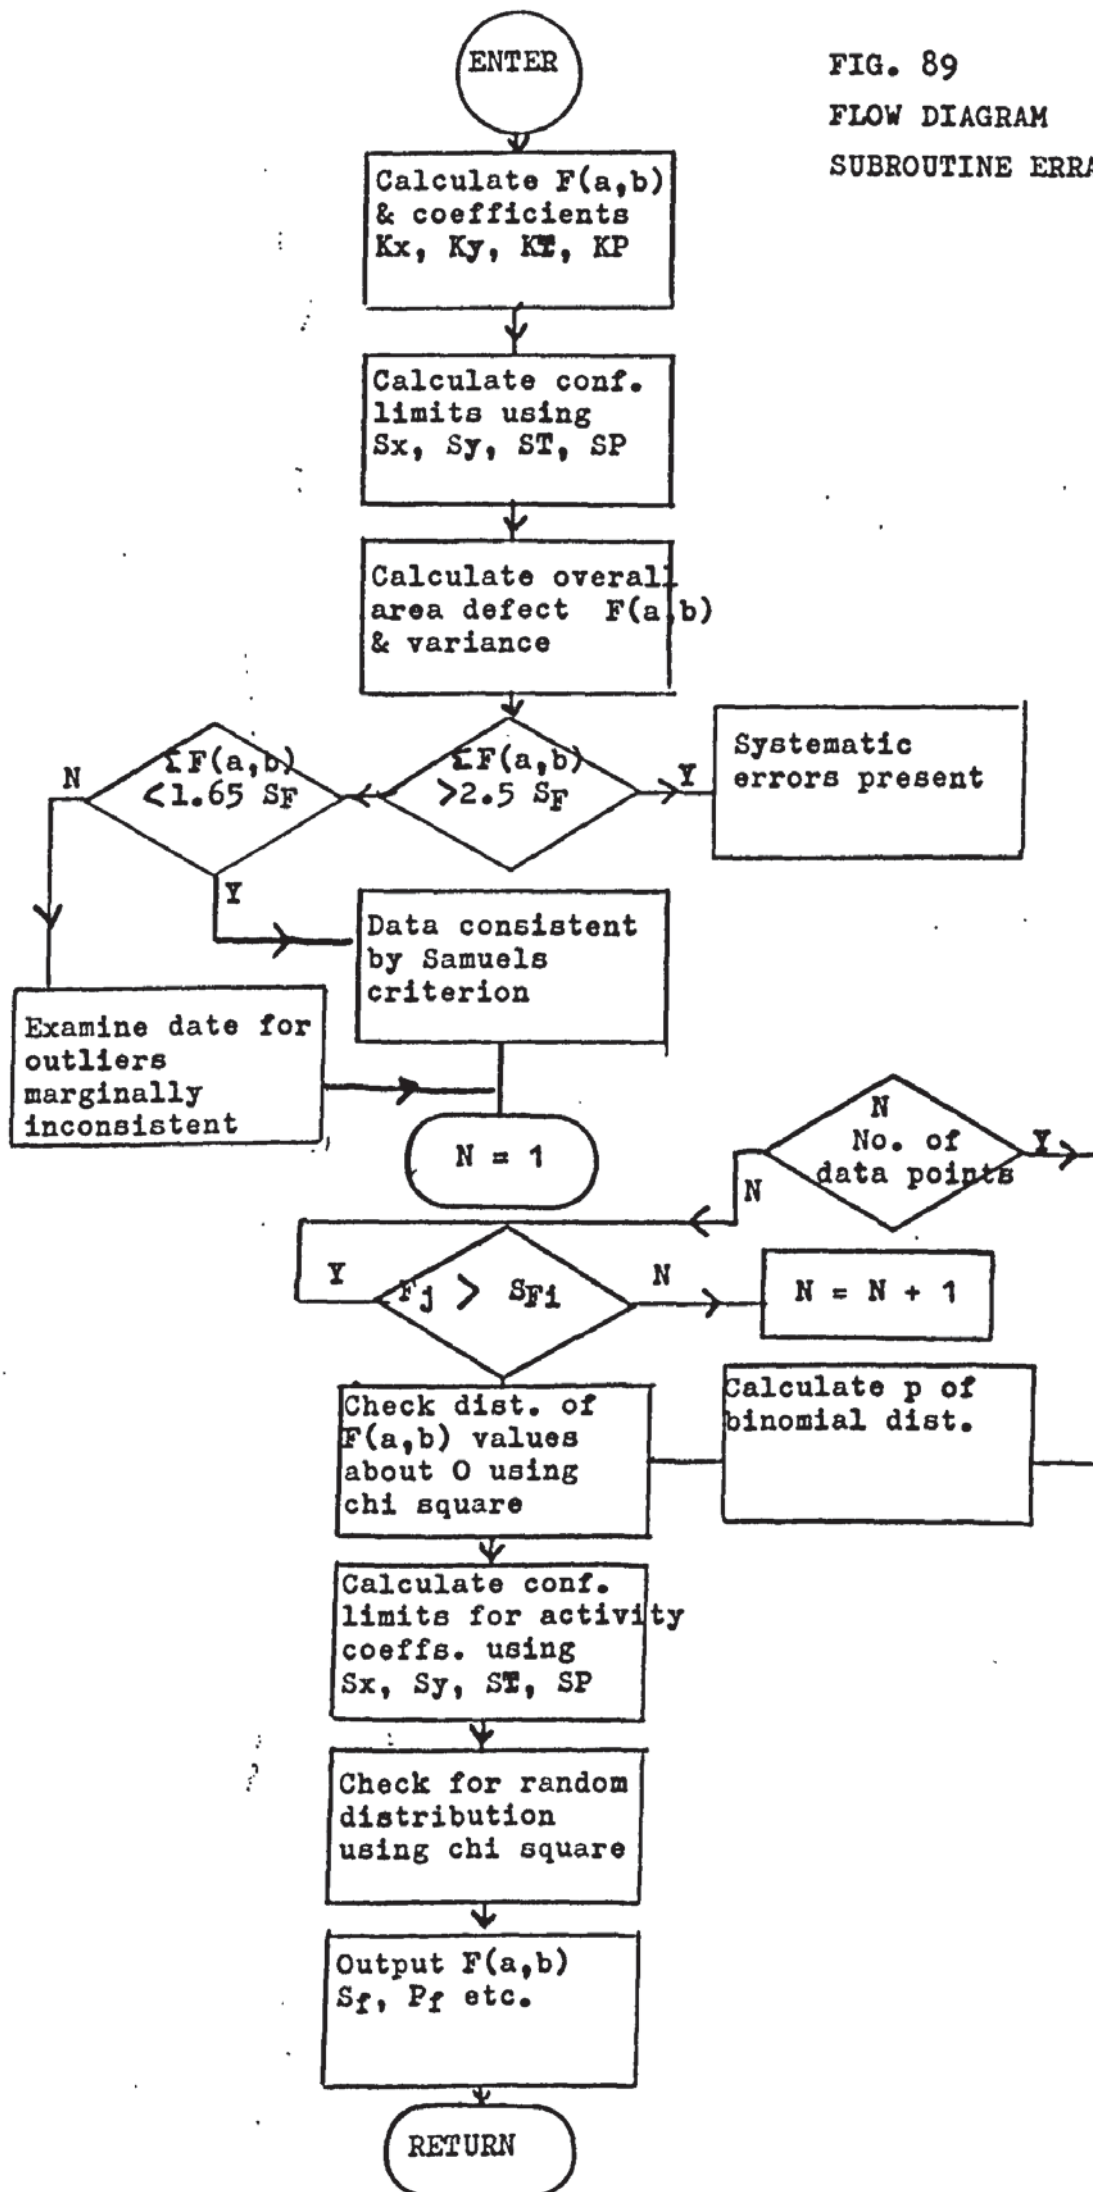 ENTER
FIG. 89
FLOW DIAGRAM
SUBROUTINE ERRA
Calculate F(a,b)
& coefficients
Kx, Ky, KT, KP
Calculate conf.
limits using
Sx, Sy, ST, SP
Calculate overall
area defect F(a,b)
& variance
N
ΣF(a,b)
<1.65 SF
ΣF(a,b)
>2.5 SF
Y
Systematic
errors present
Y
Data consistent
by Samuels
criterion
Examine date for
outliers
marginally
inconsistent
N = 1
N
No. of
data points
Y
N
Y
Fj > SFi
N
N = N + 1
Check dist. of
F(a,b) values
about 0 using
chi square
Calculate p of
binomial dist.
Calculate conf.
limits for activity
coeffs. using
Sx, Sy, ST, SP
Check for random
distribution
using chi square
Output F(a,b)
Sf, Pf etc.
RETURN